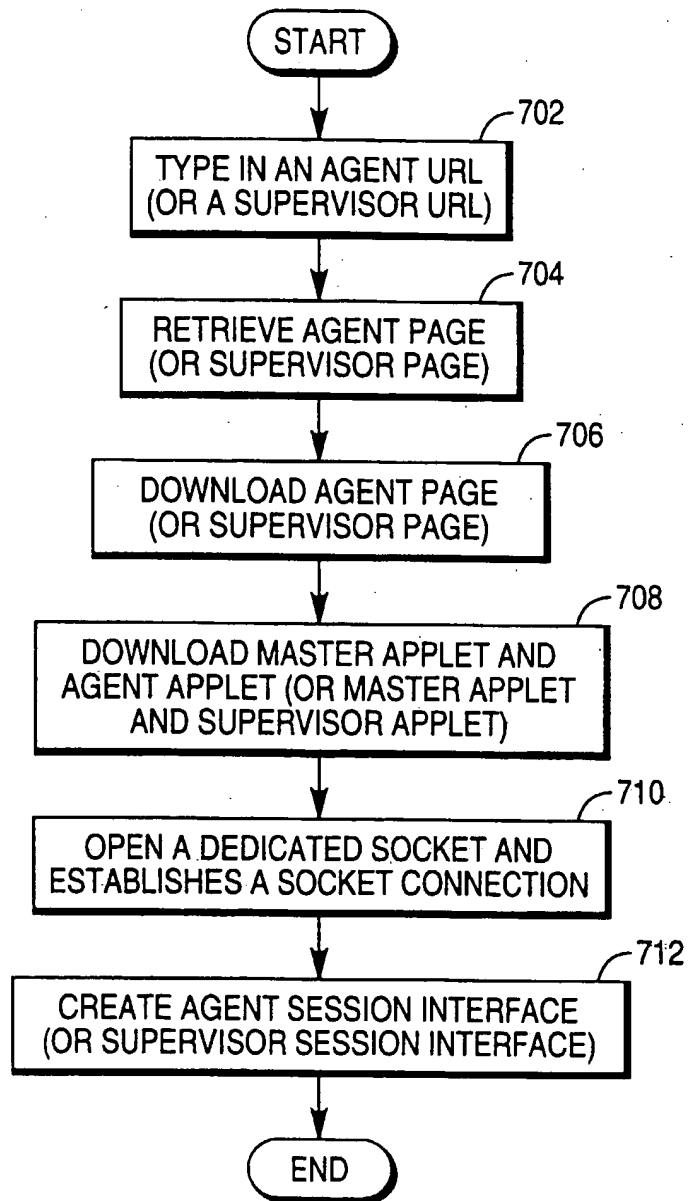 START
702
TYPE IN AN AGENT URL
(OR A SUPERVISOR URL)
704
RETRIEVE AGENT PAGE
(OR SUPERVISOR PAGE)
706
DOWNLOAD AGENT PAGE
(OR SUPERVISOR PAGE)
708
DOWNLOAD MASTER APPLET AND
AGENT APPLET (OR MASTER APPLET
AND SUPERVISOR APPLET)
710
OPEN A DEDICATED SOCKET AND
ESTABLISHES A SOCKET CONNECTION
712
CREATE AGENT SESSION INTERFACE
(OR SUPERVISOR SESSION INTERFACE)
END